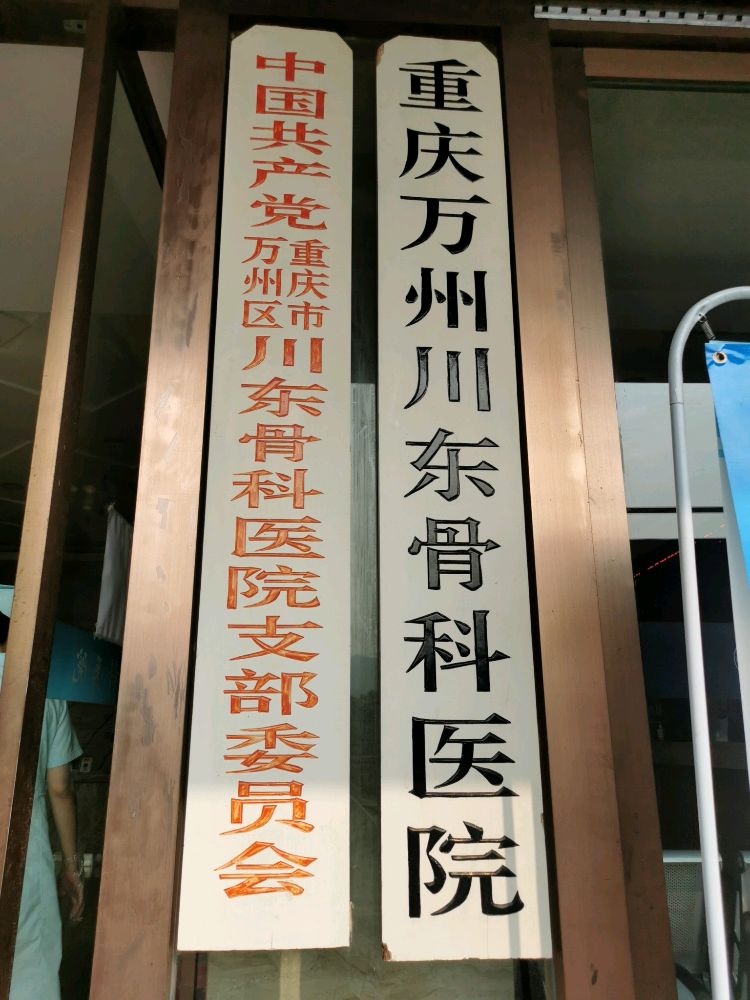 中国共产党
重庆市
万州区
川东骨科医院支部委员会
重庆万州川东骨科医院